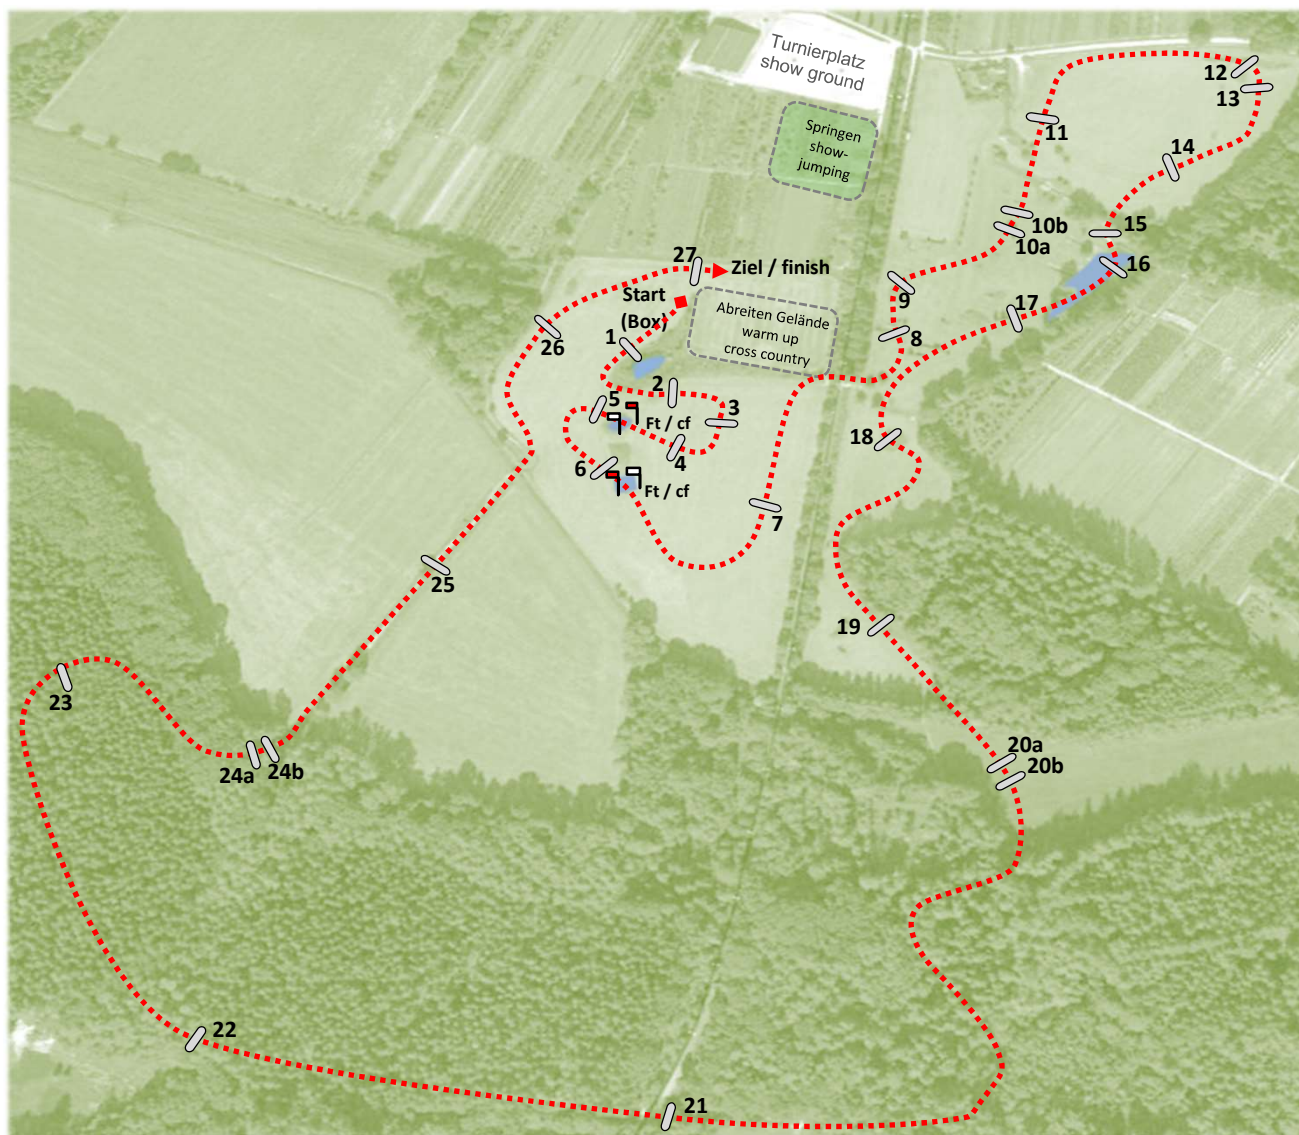 Turnierplatz
show ground
Springen
show-
jumping
12
13
11
14
10b
10a
15
16
27
Ziel / finish
Start
(Box)
Abreiten Gelände
warm up
cross country
9
8
17
26
1
2
3
5
Ft / cf
4
18
6
Ft / cf
7
25
19
23
24a
24b
20a
20b
22
21